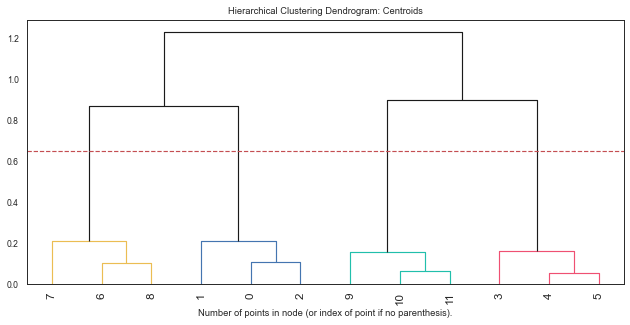 Hierarchical Clustering Dendrogram: Centroids
1.2
1.0
0.8
0.6
0.4
0.2
0.0
7 6 8 1 0 2 9 10 11 3 4 5
Number of points in node (or index of point if no parenthesis).